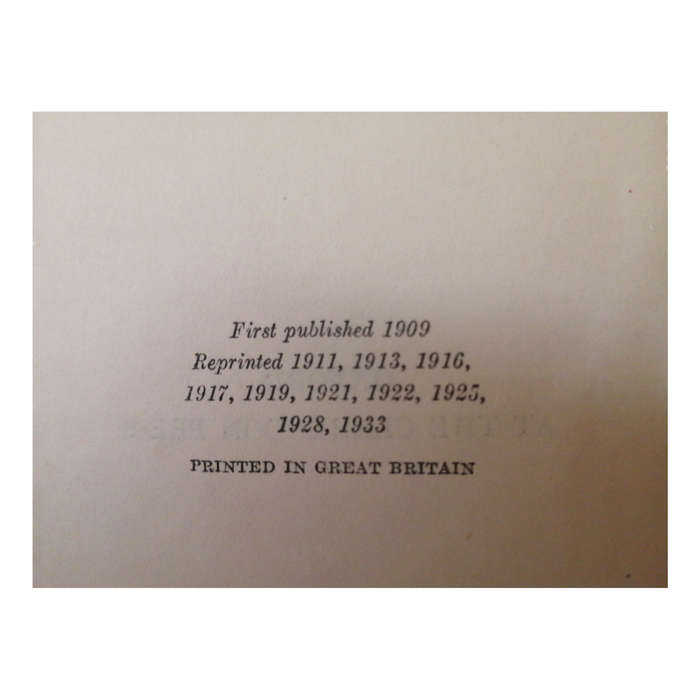 First published 1909
Reprinted 1911, 1913, 1916,
1917, 1919, 1921, 1922, 1925,
1928, 1933
PRINTED IN GREAT BRITAIN